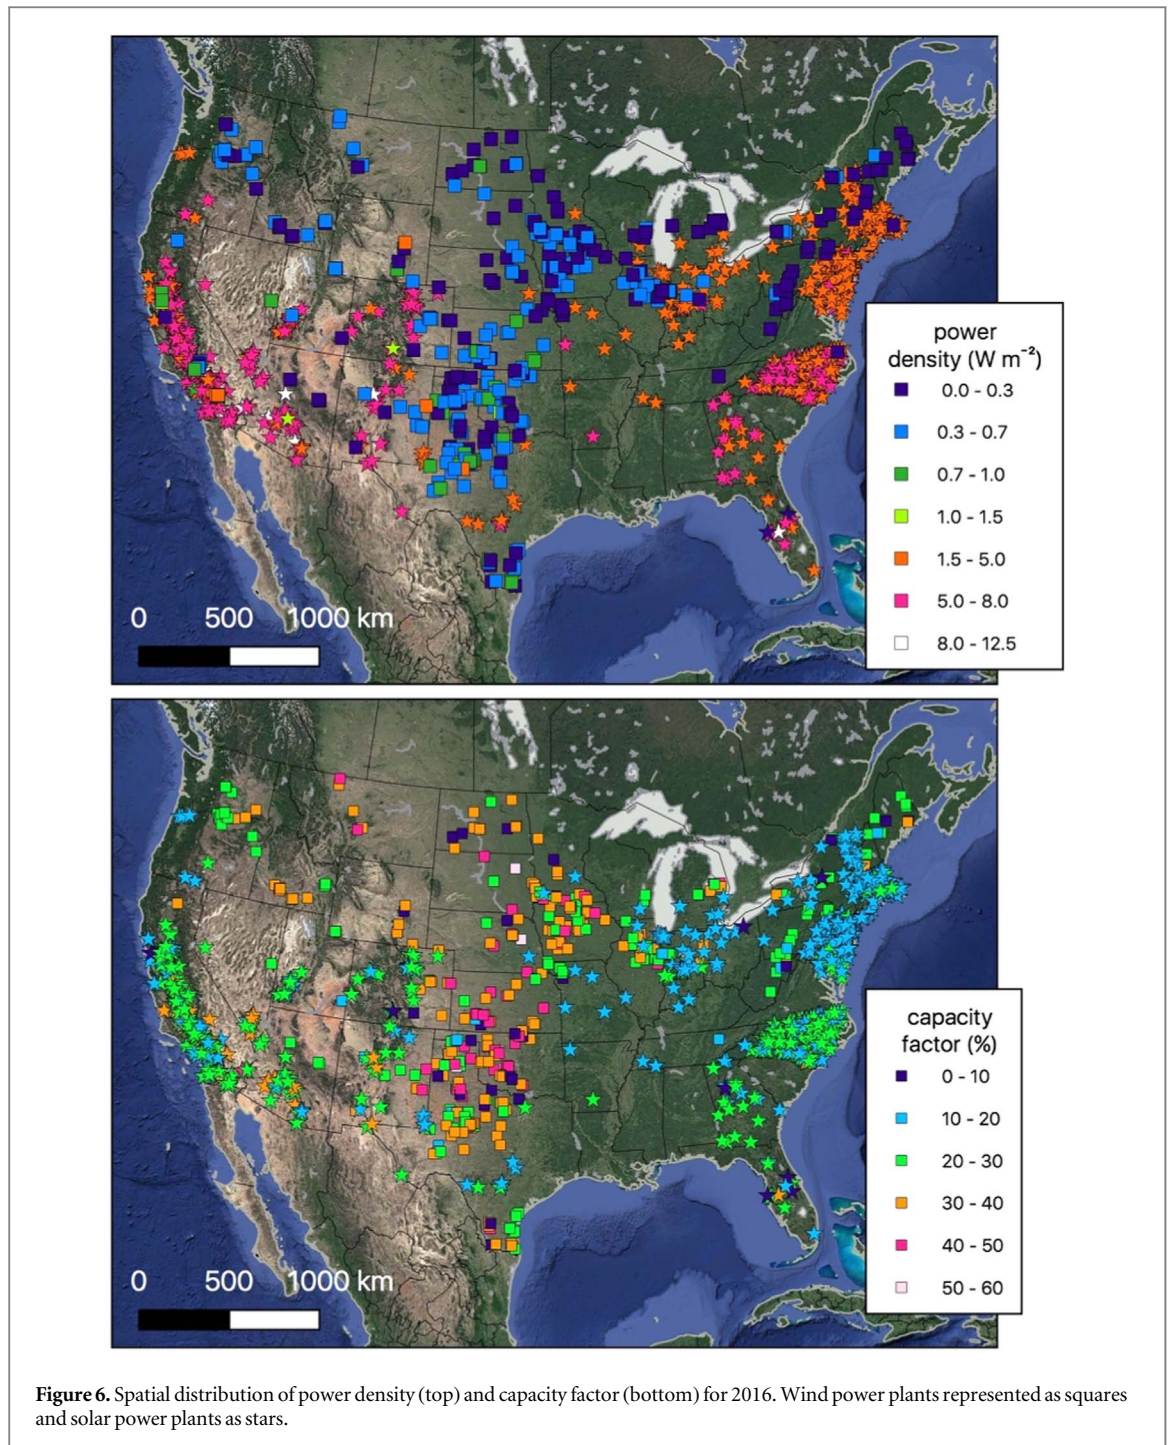 power
density (W m⁻²)
0.0 - 0.3
0.3 - 0.7
0.7 - 1.0
1.0 - 1.5
1.5 - 5.0
5.0 - 8.0
8.0 - 12.5
0 500 1000 km
capacity
factor (%)
0 - 10
10 - 20
20 - 30
30 - 40
40 - 50
50 - 60
0 500 1000 km
Figure 6. Spatial distribution of power density (top) and capacity factor (bottom) for 2016. Wind power plants represented as squares
and solar power plants as stars.